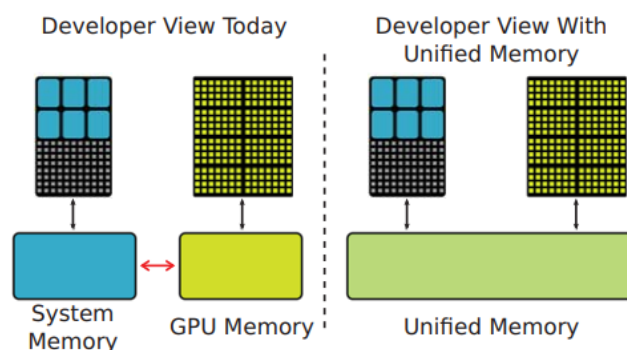 Developer View Today
Developer View With
Unified Memory
System
Memory
GPU Memory
Unified Memory